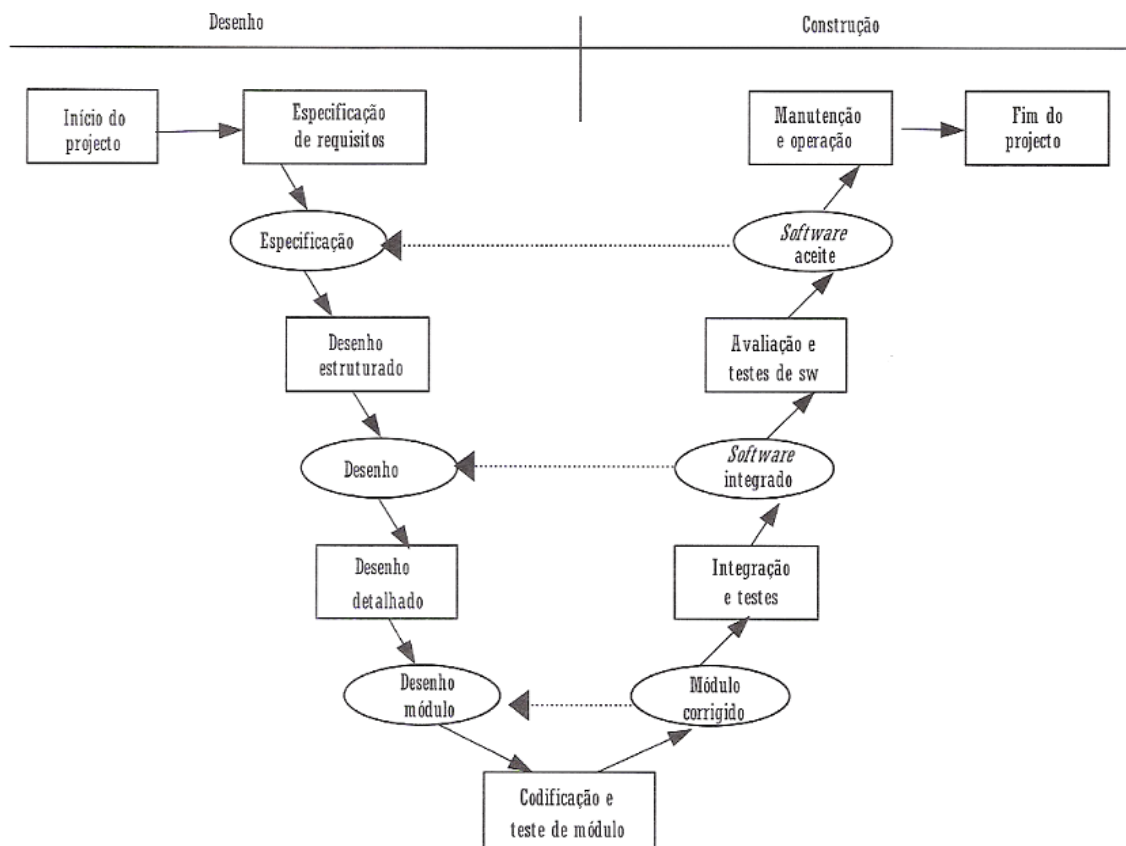 Desenho
Construção
Início do
projecto
Especificação
de requisitos
Manutenção
e operação
Fim do
projecto
Especificação
Software
aceite
Desenho
estruturado
Avaliação e
testes de sw
Desenho
Software
integrado
Desenho
detalhado
Integração
e testes
Desenho
módulo
Módulo
corrigido
Codificação e
teste de módulo